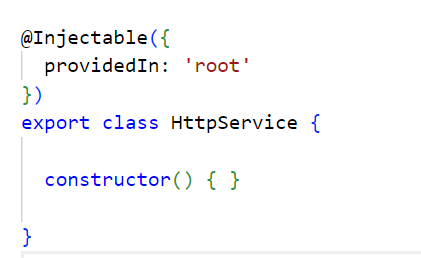 @Injectable({
  providedIn: 'root'
})
export class HttpService {
  constructor() { }
}